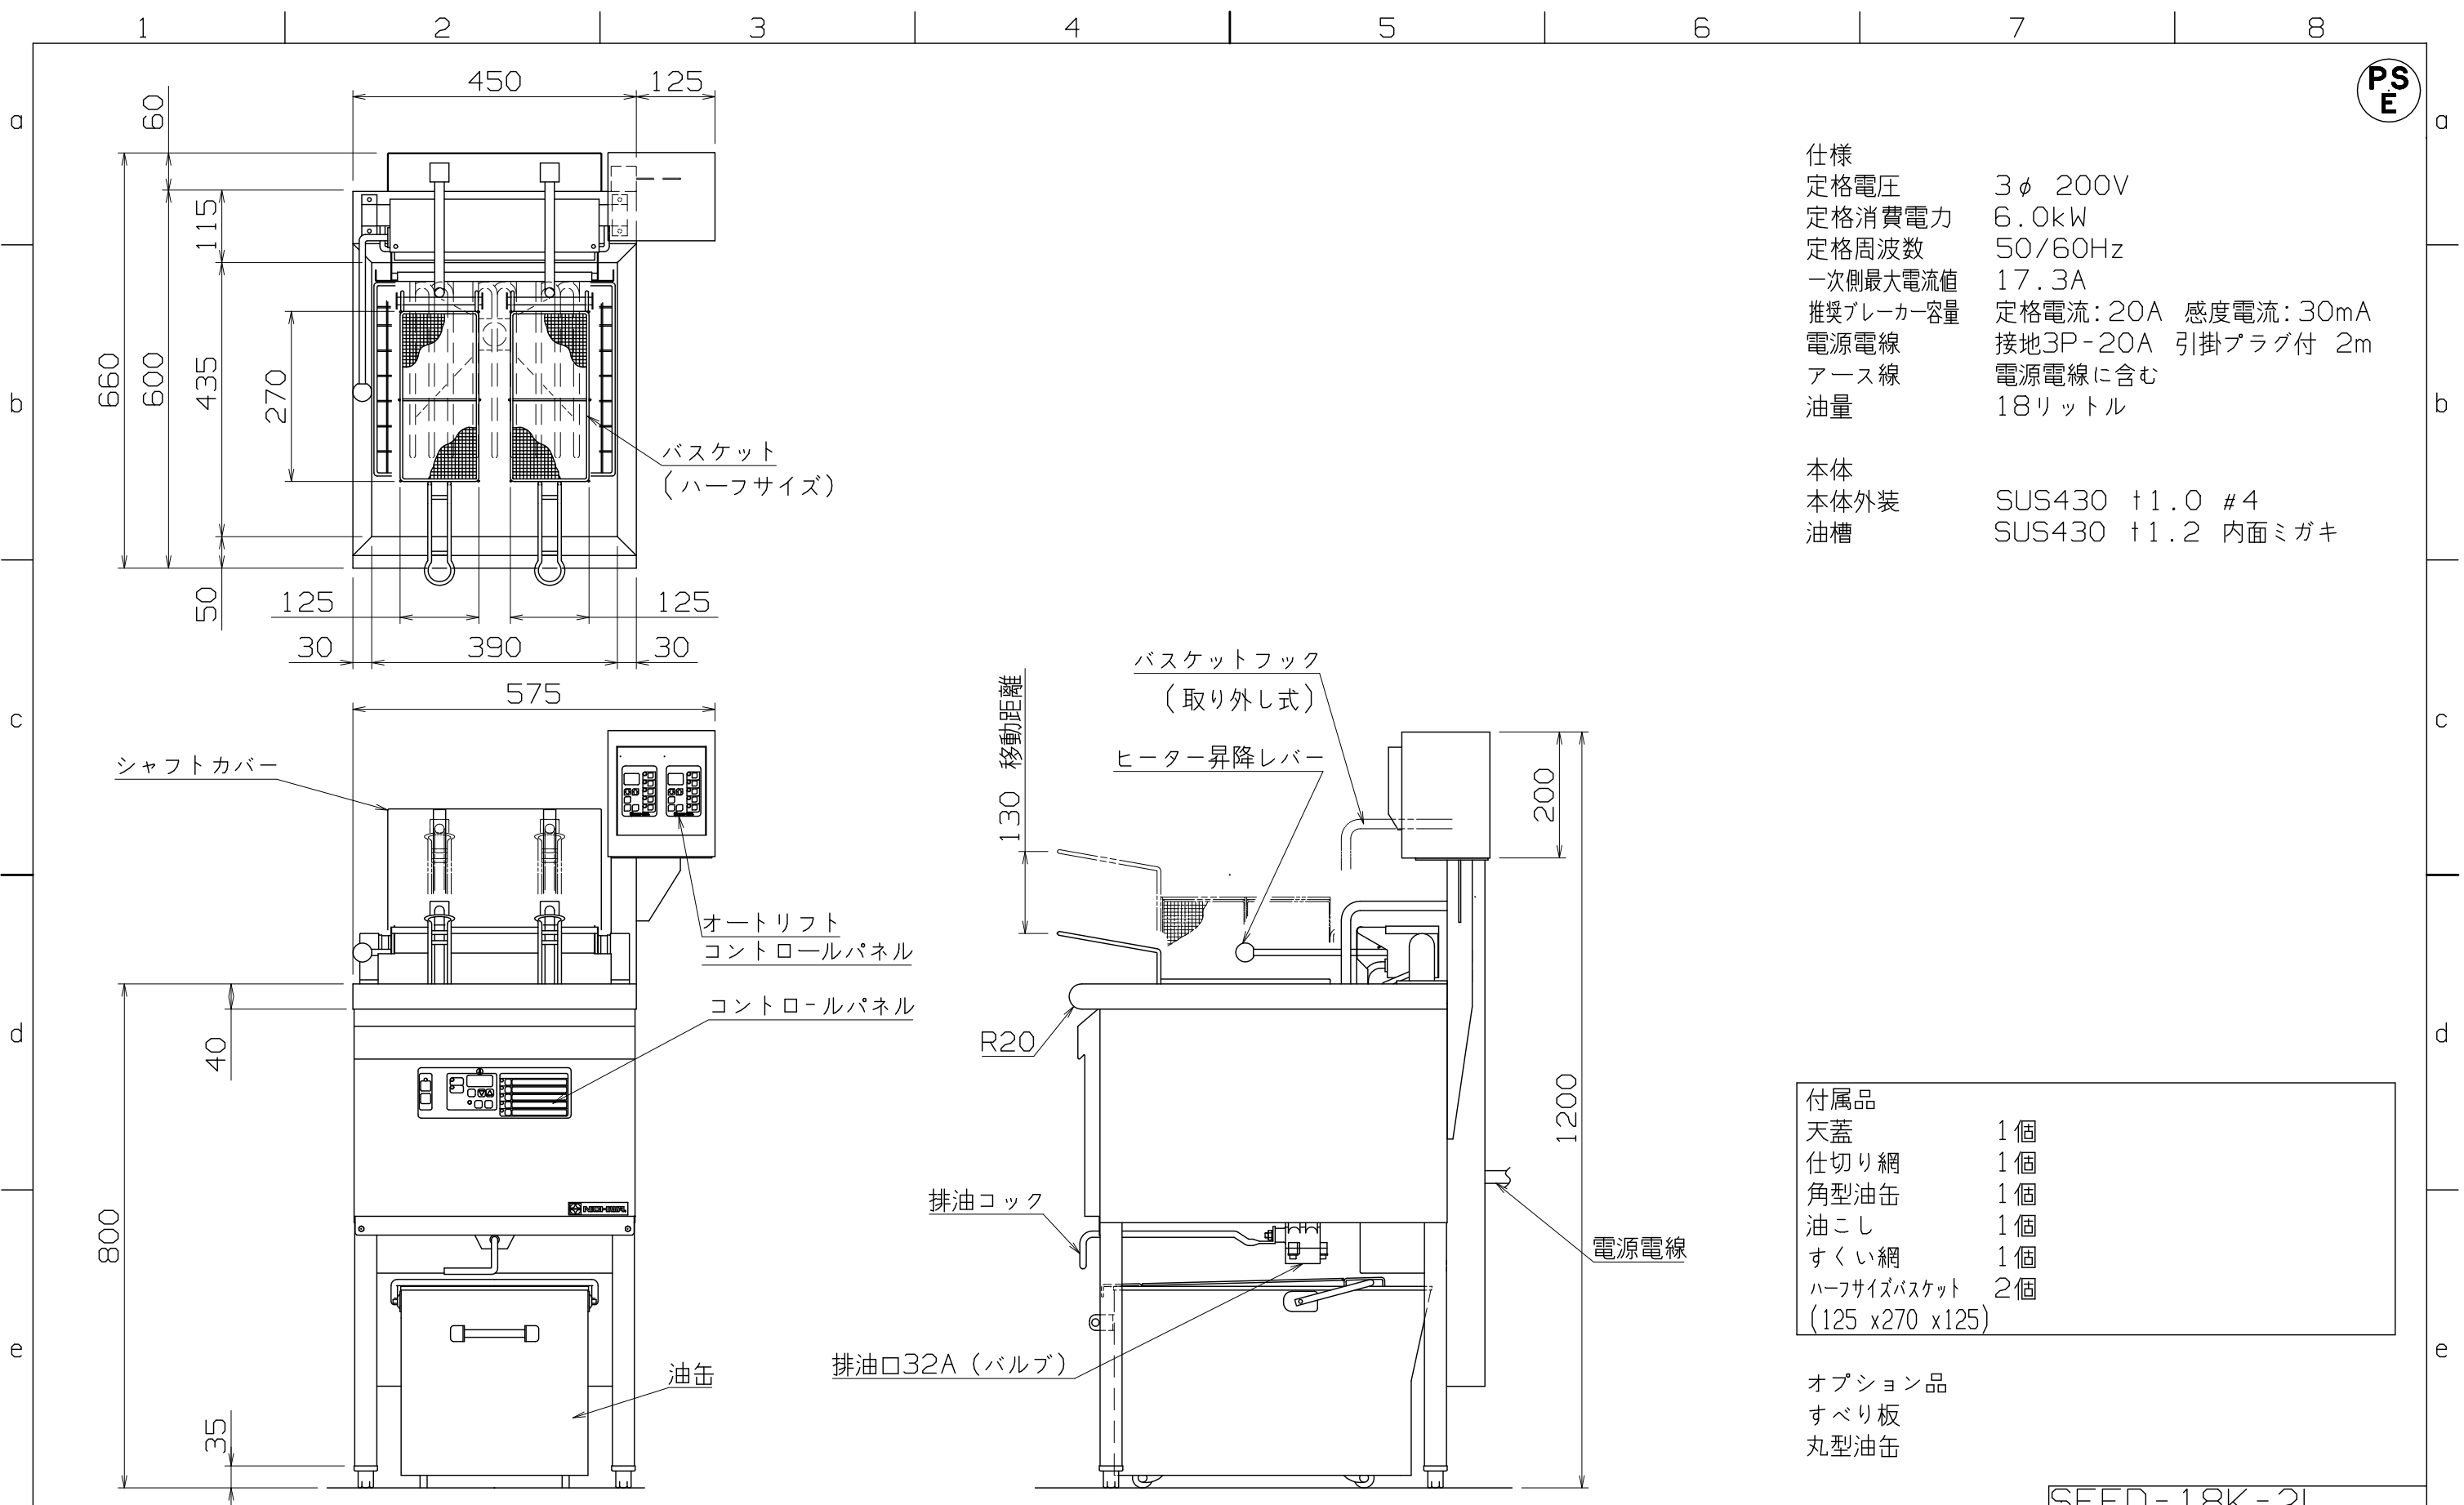 1 2 3 4 5 6 7 8
PS
E
a a
b b
c c
d d
e e
450 125
60
660
600
115
435
270
50
125 125
30 390 30
バスケット
(ハーフサイズ)
仕様
定格電圧 3φ 200V
定格消費電力 6.0kW
定格周波数 50/60Hz
一次側最大電流値 17.3A
推奨ブレーカー容量 定格電流:20A 感度電流:30mA
電源電線 接地3P-20A 引掛プラグ付 2m
アース線 電源電線に含む
油量 18リットル
本体
本体外装 SUS430 t1.0 #4
油槽 SUS430 t1.2 内面ミガキ
575
シャフトカバー
オートリフト
コントロールパネル
コントロールパネル
40
800
35
油缶
130 移動距離
バスケットフック
(取り外し式)
ヒーター昇降レバー
200
1200
R20
排油コック
排油口32A(バルブ)
電源電線
付属品
天蓋 1個
仕切り網 1個
角型油缶 1個
油こし 1個
すくい網 1個
ハーフサイズバスケット 2個
(125 x270 x125)
オプション品
すべり板
丸型油缶
SEFD-18K-2L